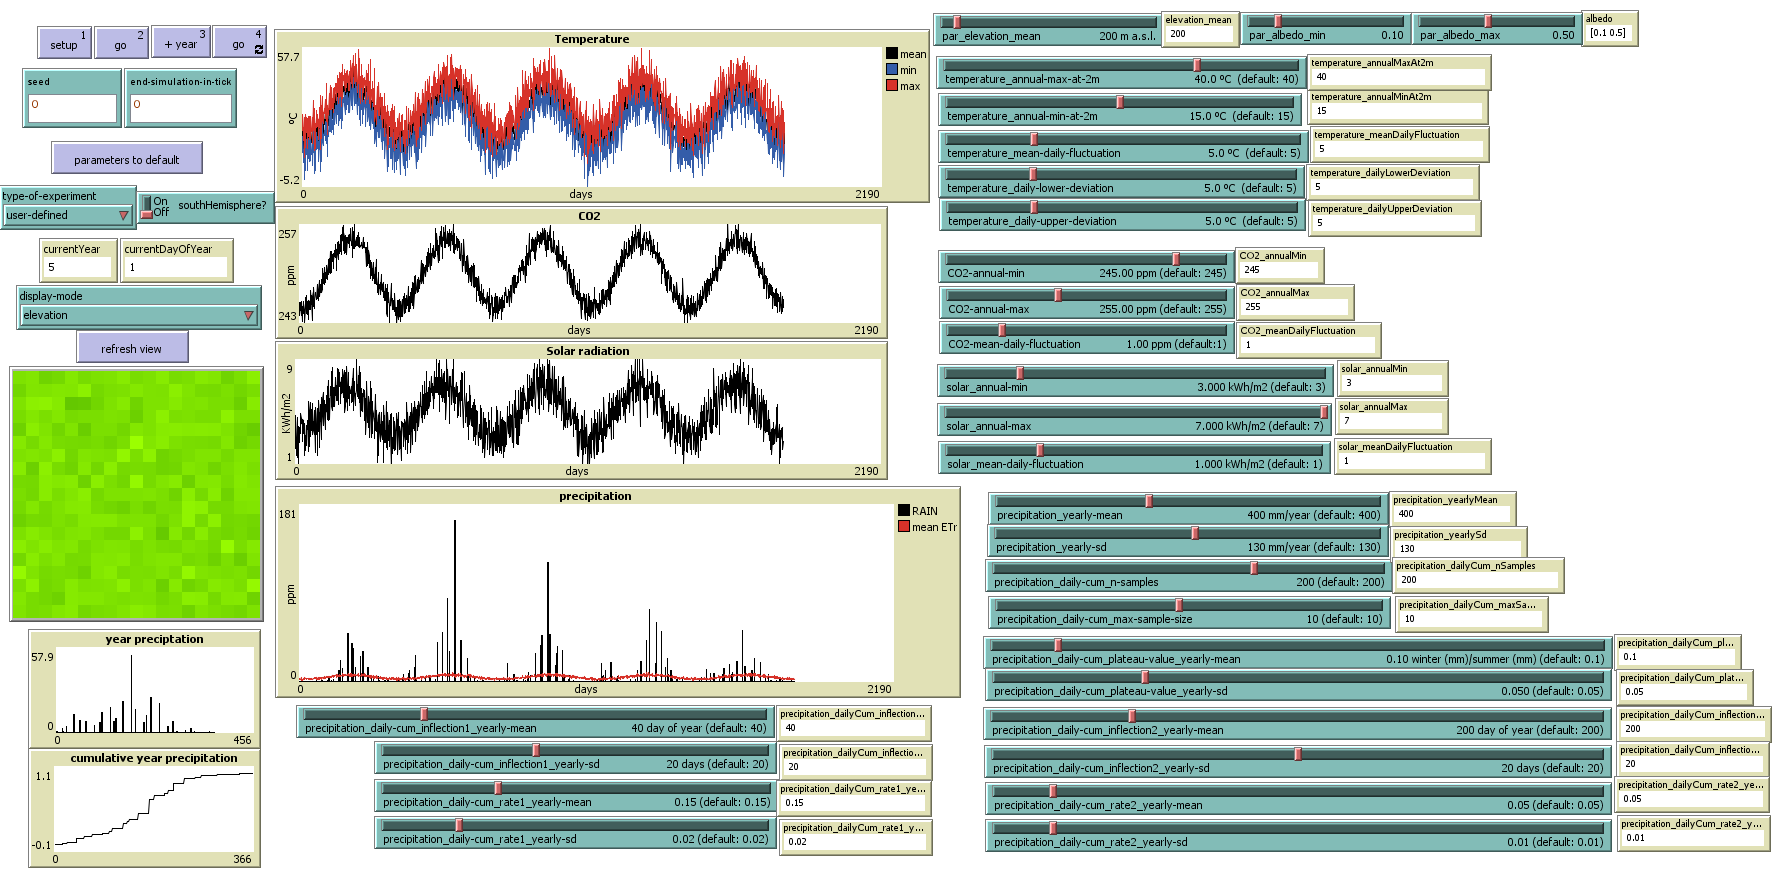 setup 1
go 2
+ year 3
go 4
seed
0
end-simulation-in-tick
0
parameters to default
type-of-experiment
user-defined
On
Off
southHemisphere?
currentYear
5
currentDayOfYear
1
display-mode
elevation
refresh view
year preciptation
57.9
0
0
456
cumulative year precipitation
1.1
-0.1
0
366
Temperature
57.7
ºC
-5.2
0
days
2190
mean
min
max
CO2
257
ppm
243
0
days
2190
Solar radiation
9
KWh/m2
1
0
days
2190
precipitation
181
ppm
0
0
days
2190
RAIN
mean ETr
precipitation_daily-cum_inflection1_yearly-mean 40 day of year (default: 40)
precipitation_dailyCum_inflection...
40
precipitation_daily-cum_inflection1_yearly-sd 20 days (default: 20)
precipitation_dailyCum_inflectio...
20
precipitation_daily-cum_rate1_yearly-mean 0.15 (default: 0.15)
precipitation_dailyCum_rate1_ye...
0.15
precipitation_daily-cum_rate1_yearly-sd 0.02 (default: 0.02)
precipitation_dailyCum_rate1_y...
0.02
par_elevation_mean 200 m a.s.l.
elevation_mean
200
par_albedo_min 0.10
par_albedo_max 0.50
albedo
[0.1 0.5]
temperature_annual-max-at-2m 40.0 ºC (default: 40)
temperature_annualMaxAt2m
40
temperature_annual-min-at-2m 15.0 ºC (default: 15)
temperature_annualMinAt2m
15
temperature_mean-daily-fluctuation 5.0 ºC (default: 5)
temperature_meanDailyFluctuation
5
temperature_daily-lower-deviation 5.0 ºC (default: 5)
temperature_dailyLowerDeviation
5
temperature_daily-upper-deviation 5.0 ºC (default: 5)
temperature_dailyUpperDeviation
5
CO2-annual-min 245.00 ppm (default: 245)
CO2_annualMin
245
CO2-annual-max 255.00 ppm (default: 255)
CO2_annualMax
255
CO2-mean-daily-fluctuation 1.00 ppm (default:1)
CO2_meanDailyFluctuation
1
solar_annual-min 3.000 kWh/m2 (default: 3)
solar_annualMin
3
solar_annual-max 7.000 kWh/m2 (default: 7)
solar_annualMax
7
solar_mean-daily-fluctuation 1.000 kWh/m2 (default: 1)
solar_meanDailyFluctuation
1
precipitation_yearly-mean 400 mm/year (default: 400)
precipitation_yearlyMean
400
precipitation_yearly-sd 130 mm/year (default: 130)
precipitation_yearlySd
130
precipitation_daily-cum_n-samples 200 (default: 200)
precipitation_dailyCum_nSamples
200
precipitation_daily-cum_max-sample-size 10 (default: 10)
precipitation_dailyCum_maxSa...
10
precipitation_daily-cum_plateau-value_yearly-mean 0.10 winter (mm)/summer (mm) (default: 0.1)
precipitation_dailyCum_pl...
0.1
precipitation_daily-cum_plateau-value_yearly-sd 0.050 (default: 0.05)
precipitation_dailyCum_plat...
0.05
precipitation_daily-cum_inflection2_yearly-mean 200 day of year (default: 200)
precipitation_dailyCum_inflection...
200
precipitation_daily-cum_inflection2_yearly-sd 20 days (default: 20)
precipitation_dailyCum_inflectio...
20
precipitation_daily-cum_rate2_yearly-mean 0.05 (default: 0.05)
precipitation_dailyCum_rate2_ye...
0.05
precipitation_daily-cum_rate2_yearly-sd 0.01 (default: 0.01)
precipitation_dailyCum_rate2_y...
0.01